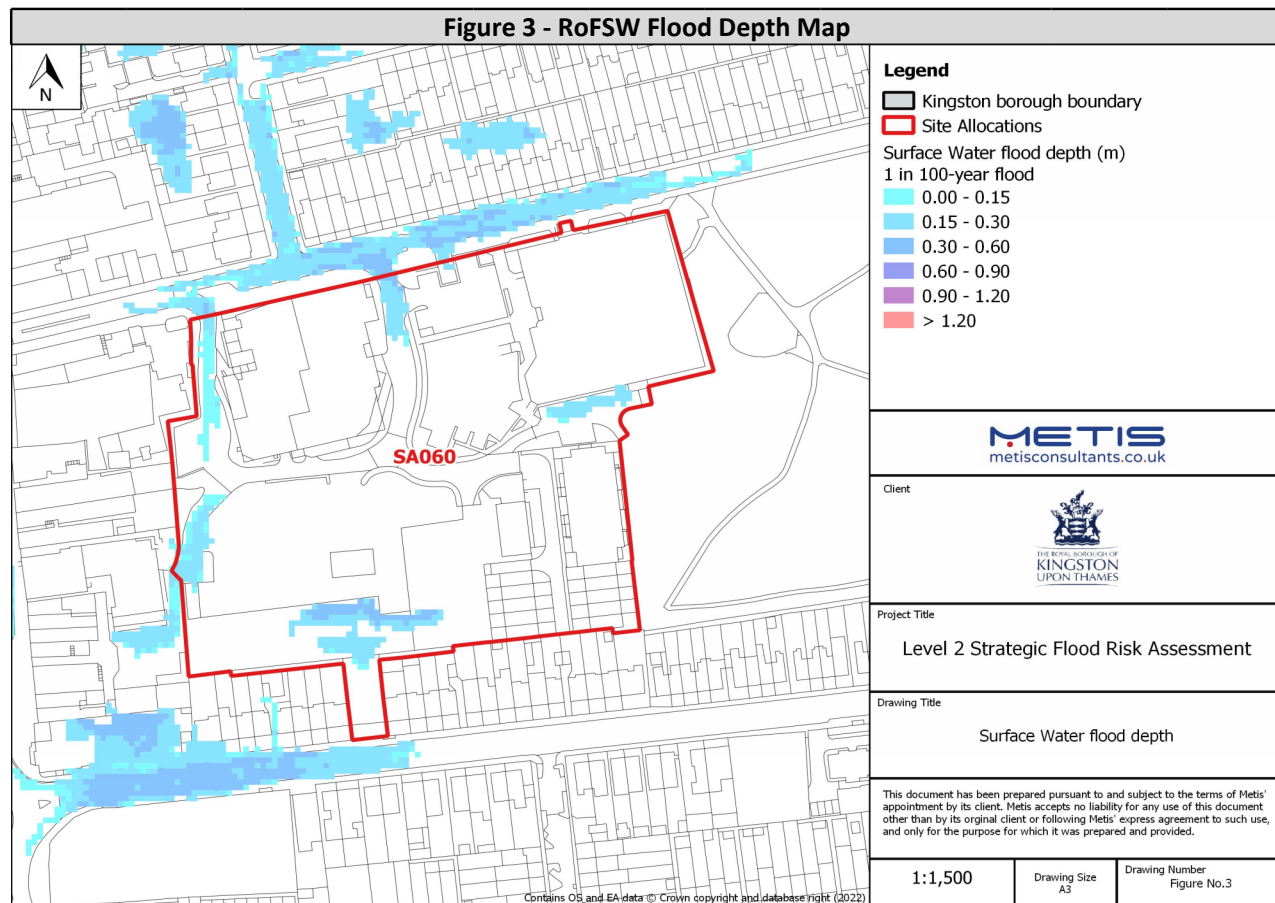 Figure 3 - RoFSW Flood Depth Map
N
SA060
Contains OS and EA data © Crown copyright and database right (2022)
Legend
Kingston borough boundary
Site Allocations
Surface Water flood depth (m)
1 in 100-year flood
0.00 - 0.15
0.15 - 0.30
0.30 - 0.60
0.60 - 0.90
0.90 - 1.20
> 1.20
METIS
metisconsultants.co.uk
Client
THE ROYAL BOROUGH OF
KINGSTON
UPON THAMES
Project Title
Level 2 Strategic Flood Risk Assessment
Drawing Title
Surface Water flood depth
This document has been prepared pursuant to and subject to the terms of Metis'
appointment by its client. Metis accepts no liability for any use of this document
other than by its orginal client or following Metis' express agreement to such use,
and only for the purpose for which it was prepared and provided.
1:1,500
Drawing Size
A3
Drawing Number
Figure No.3